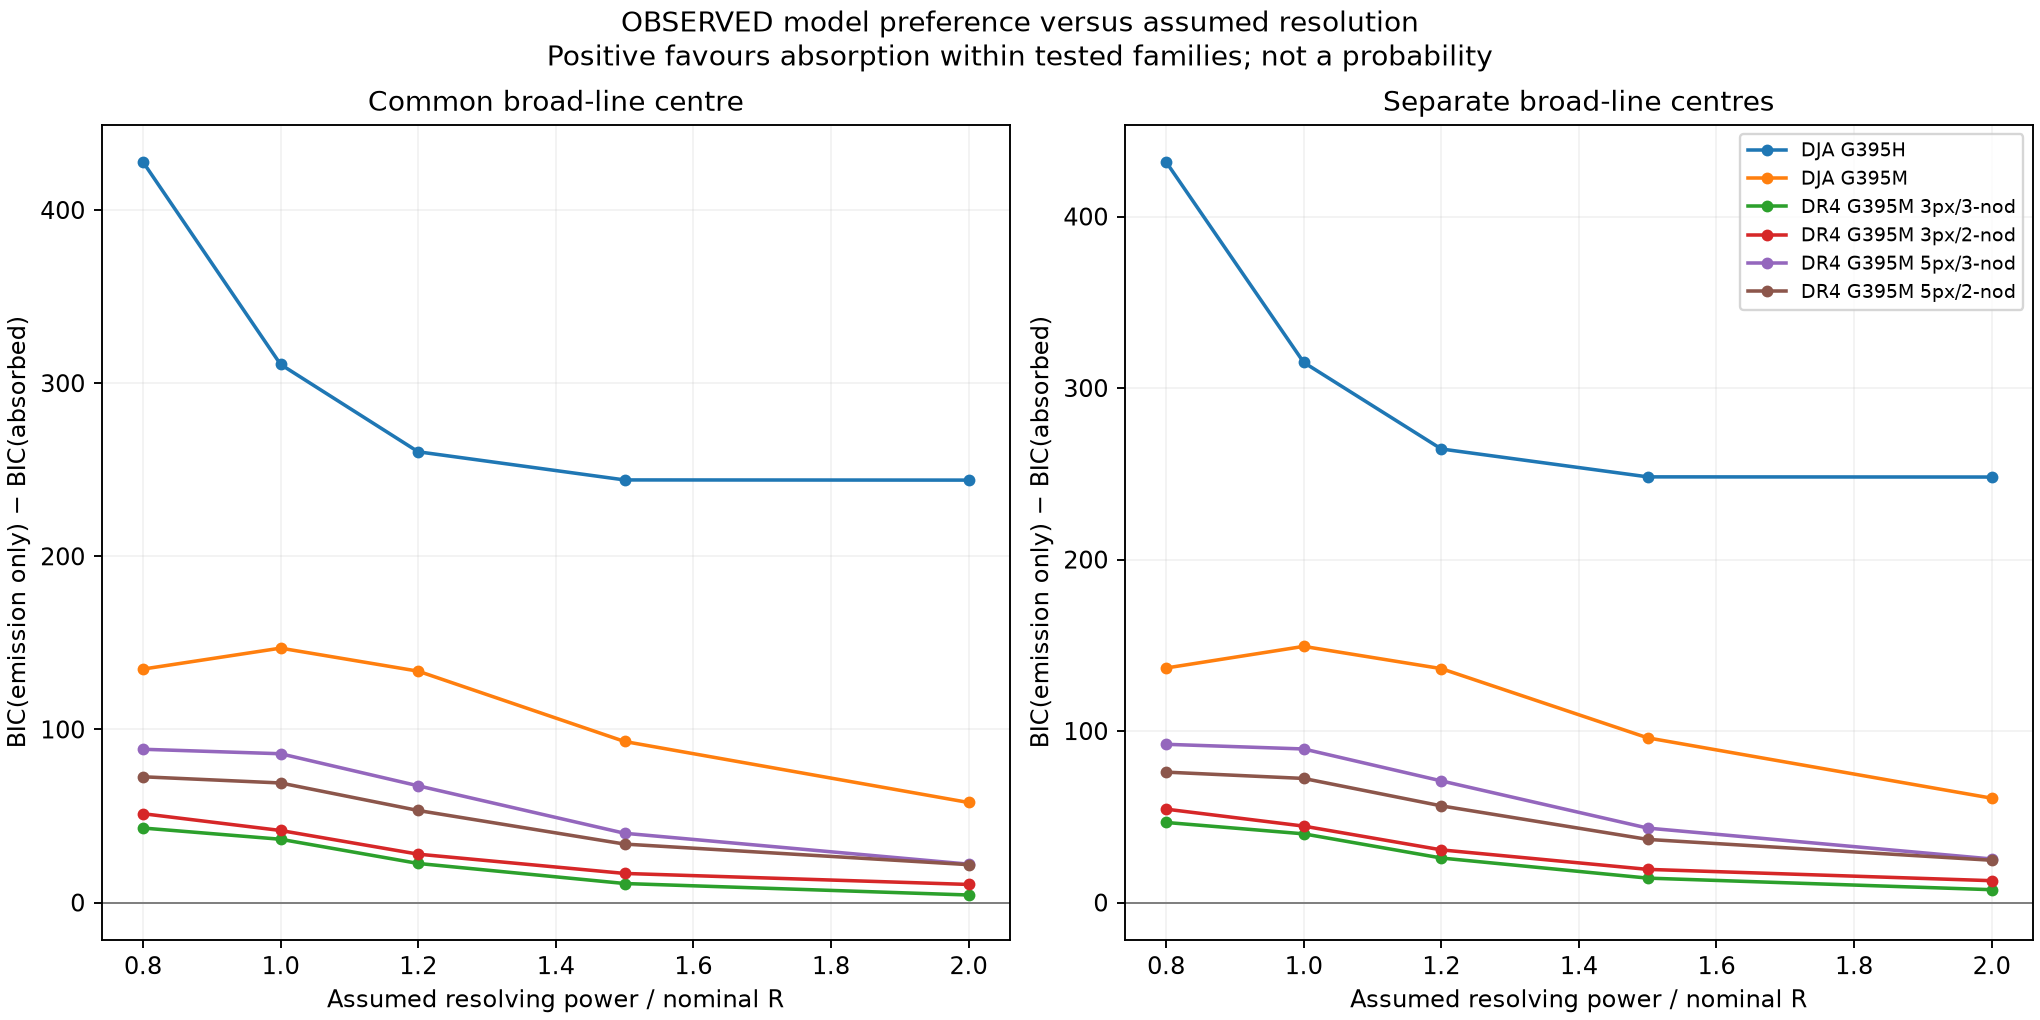 OBSERVED model preference versus assumed resolution
Positive favours absorption within tested families; not a probability
Common broad-line centre
BIC(emission only) − BIC(absorbed)
400
300
200
100
0
0.8 1.0 1.2 1.4 1.6 1.8 2.0
Assumed resolving power / nominal R
Separate broad-line centres
BIC(emission only) − BIC(absorbed)
400
300
200
100
0
DJA G395H
DJA G395M
DR4 G395M 3px/3-nod
DR4 G395M 3px/2-nod
DR4 G395M 5px/3-nod
DR4 G395M 5px/2-nod
0.8 1.0 1.2 1.4 1.6 1.8 2.0
Assumed resolving power / nominal R